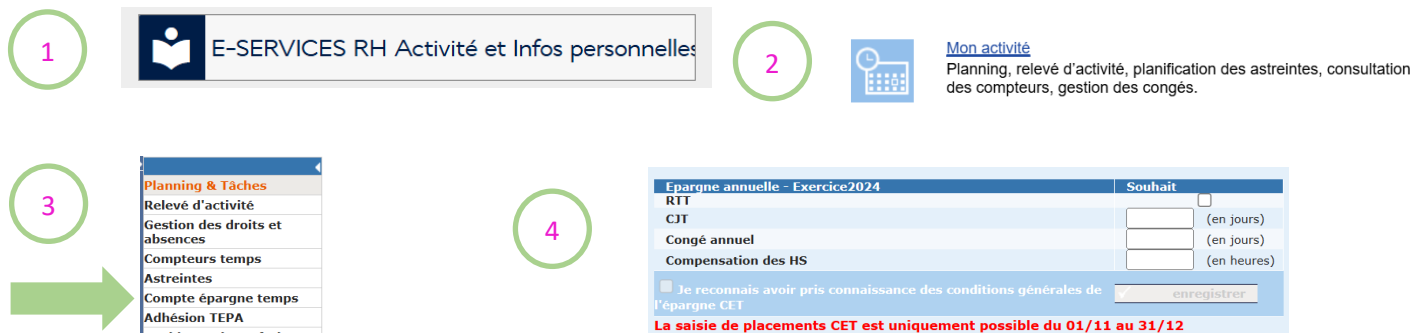 1
E-SERVICES RH Activité et Infos personnelles
2
Mon activité
Planning, relevé d'activité, planification des astreintes, consultation
des compteurs, gestion des congés.
3
Planning & Tâches
Relevé d'activité
Gestion des droits et
absences
Compteurs temps
Astreintes
Compte épargne temps
Adhésion TEPA
4
Epargne annuelle - Exercice2024 Souhait
RTT
CJT (en jours)
Congé annuel (en jours)
Compensation des HS (en heures)
Je reconnais avoir pris connaissance des conditions générales de
l'épargne CET
enregistrer
La saisie de placements CET est uniquement possible du 01/11 au 31/12